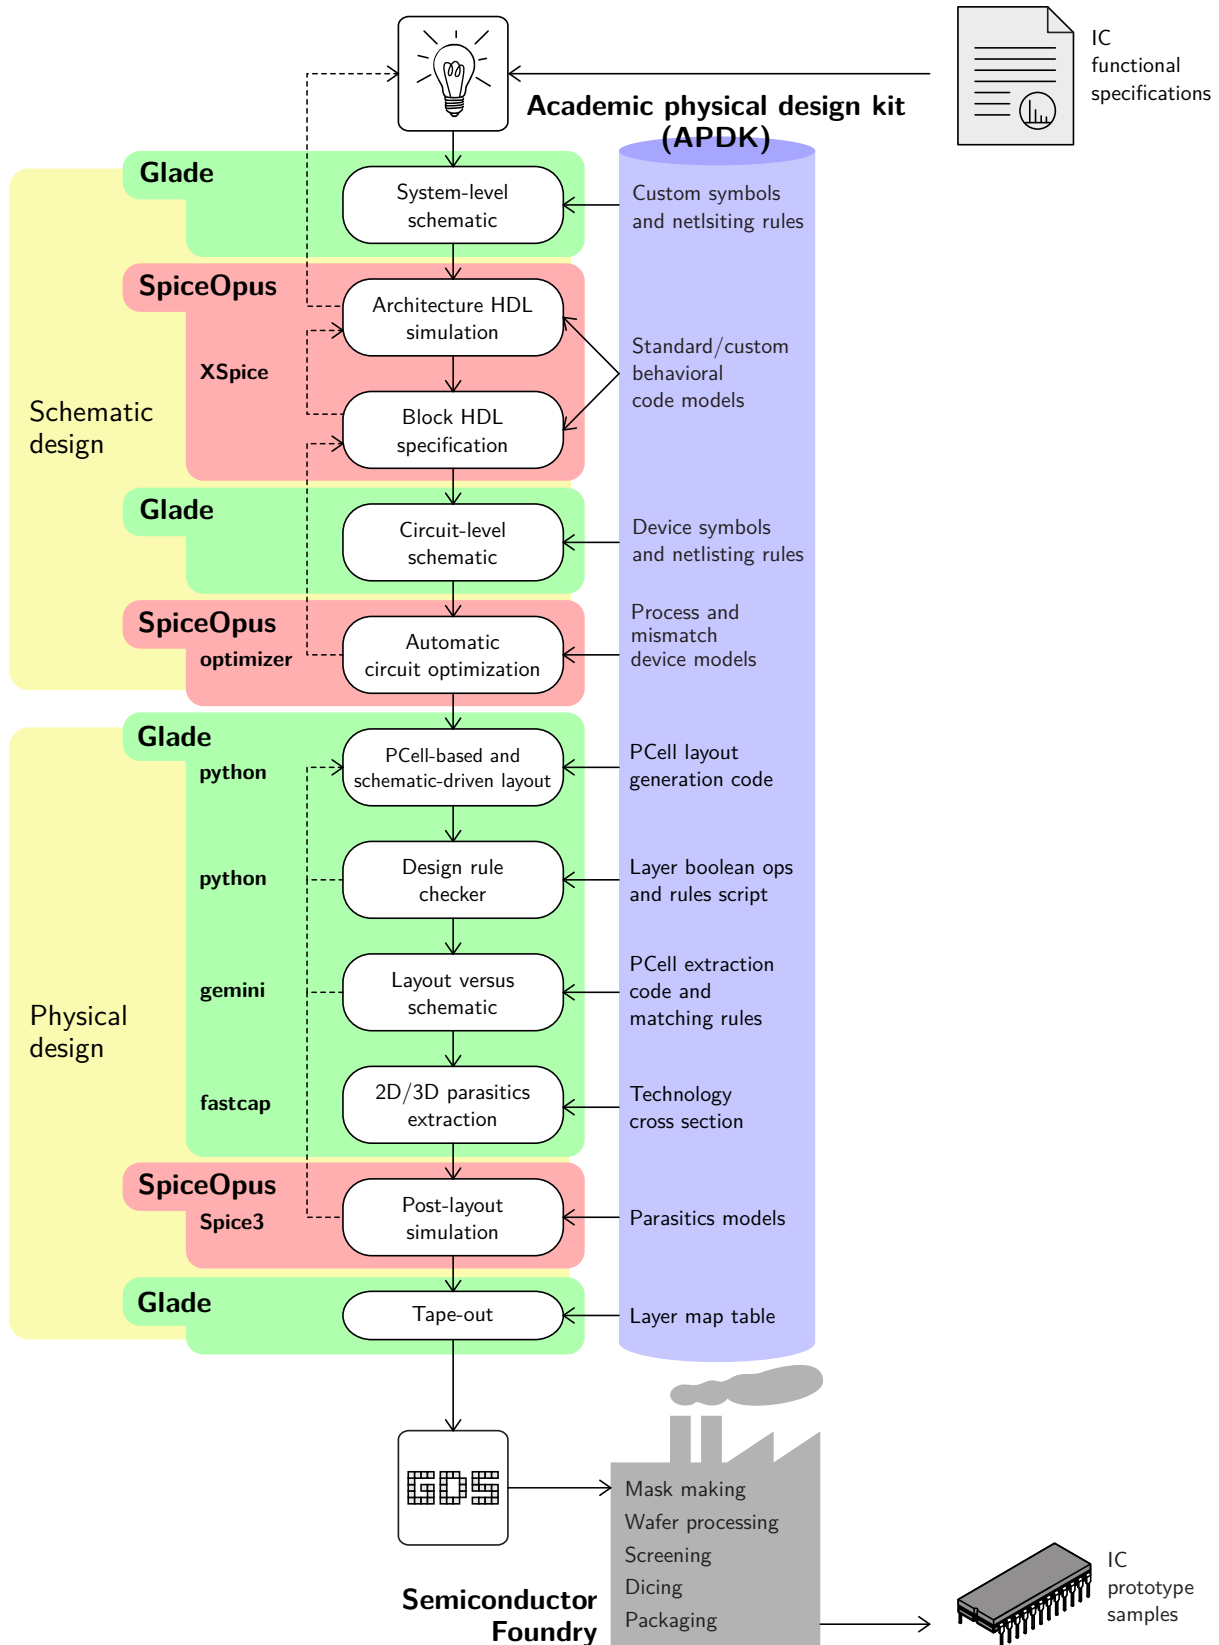 IC
functional
specifications
Academic physical design kit
(APDK)
Glade
System-level
schematic
Custom symbols
and netlsiting rules
SpiceOpus
Architecture HDL
simulation
XSpice
Standard/custom
behavioral
code models
Schematic
design
Block HDL
specification
Glade
Circuit-level
schematic
Device symbols
and netlisting rules
SpiceOpus
optimizer
Automatic
circuit optimization
Process and
mismatch
device models
Glade
python
PCell-based and
schematic-driven layout
PCell layout
generation code
python
Design rule
checker
Layer boolean ops
and rules script
Physical
design
gemini
Layout versus
schematic
PCell extraction
code and
matching rules
fastcap
2D/3D parasitics
extraction
Technology
cross section
SpiceOpus
Spice3
Post-layout
simulation
Parasitics models
Glade
Tape-out
Layer map table
GDS
Mask making
Wafer processing
Screening
Dicing
Packaging
Semiconductor
Foundry
IC
prototype
samples